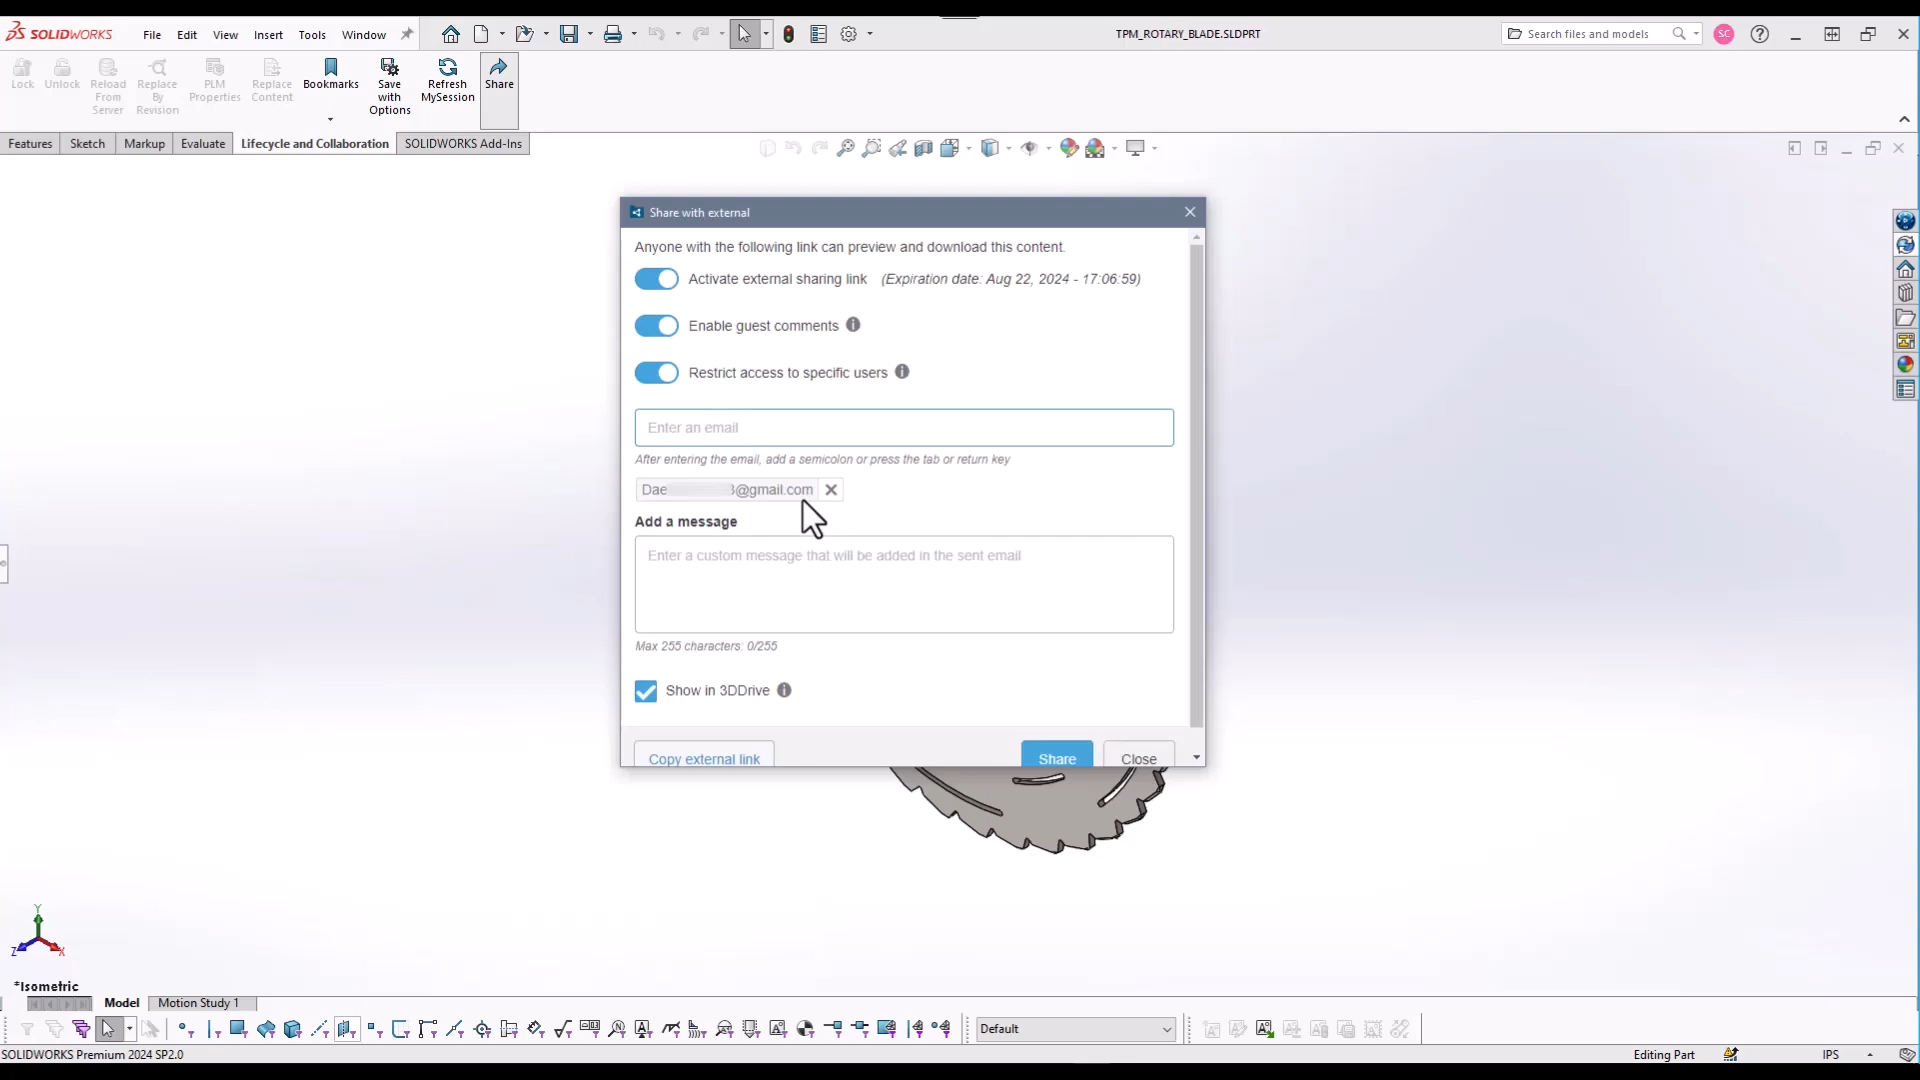 SOLIDWORKS File Edit View Insert Tools Window TPM_ROTARY_BLADE.SLDPRT Search files and models SC
Lock Unlock Reload From Server Replace By Revision PLM Properties Replace Content Bookmarks Save with Options Refresh MySession Share
Features Sketch Markup Evaluate Lifecycle and Collaboration SOLIDWORKS Add-Ins
Share with external
Anyone with the following link can preview and download this content.
Activate external sharing link (Expiration date: Aug 22, 2024 - 17:06:59)
Enable guest comments
Restrict access to specific users
Enter an email
After entering the email, add a semicolon or press the tab or return key
Dae @gmail.com
Add a message
Enter a custom message that will be added in the sent email
Max 255 characters: 0/255
Show in 3DDrive
Copy external link Share Close
Y
Z X
*Isometric
Model Motion Study 1
Default
SOLIDWORKS Premium 2024 SP2.0 Editing Part IPS